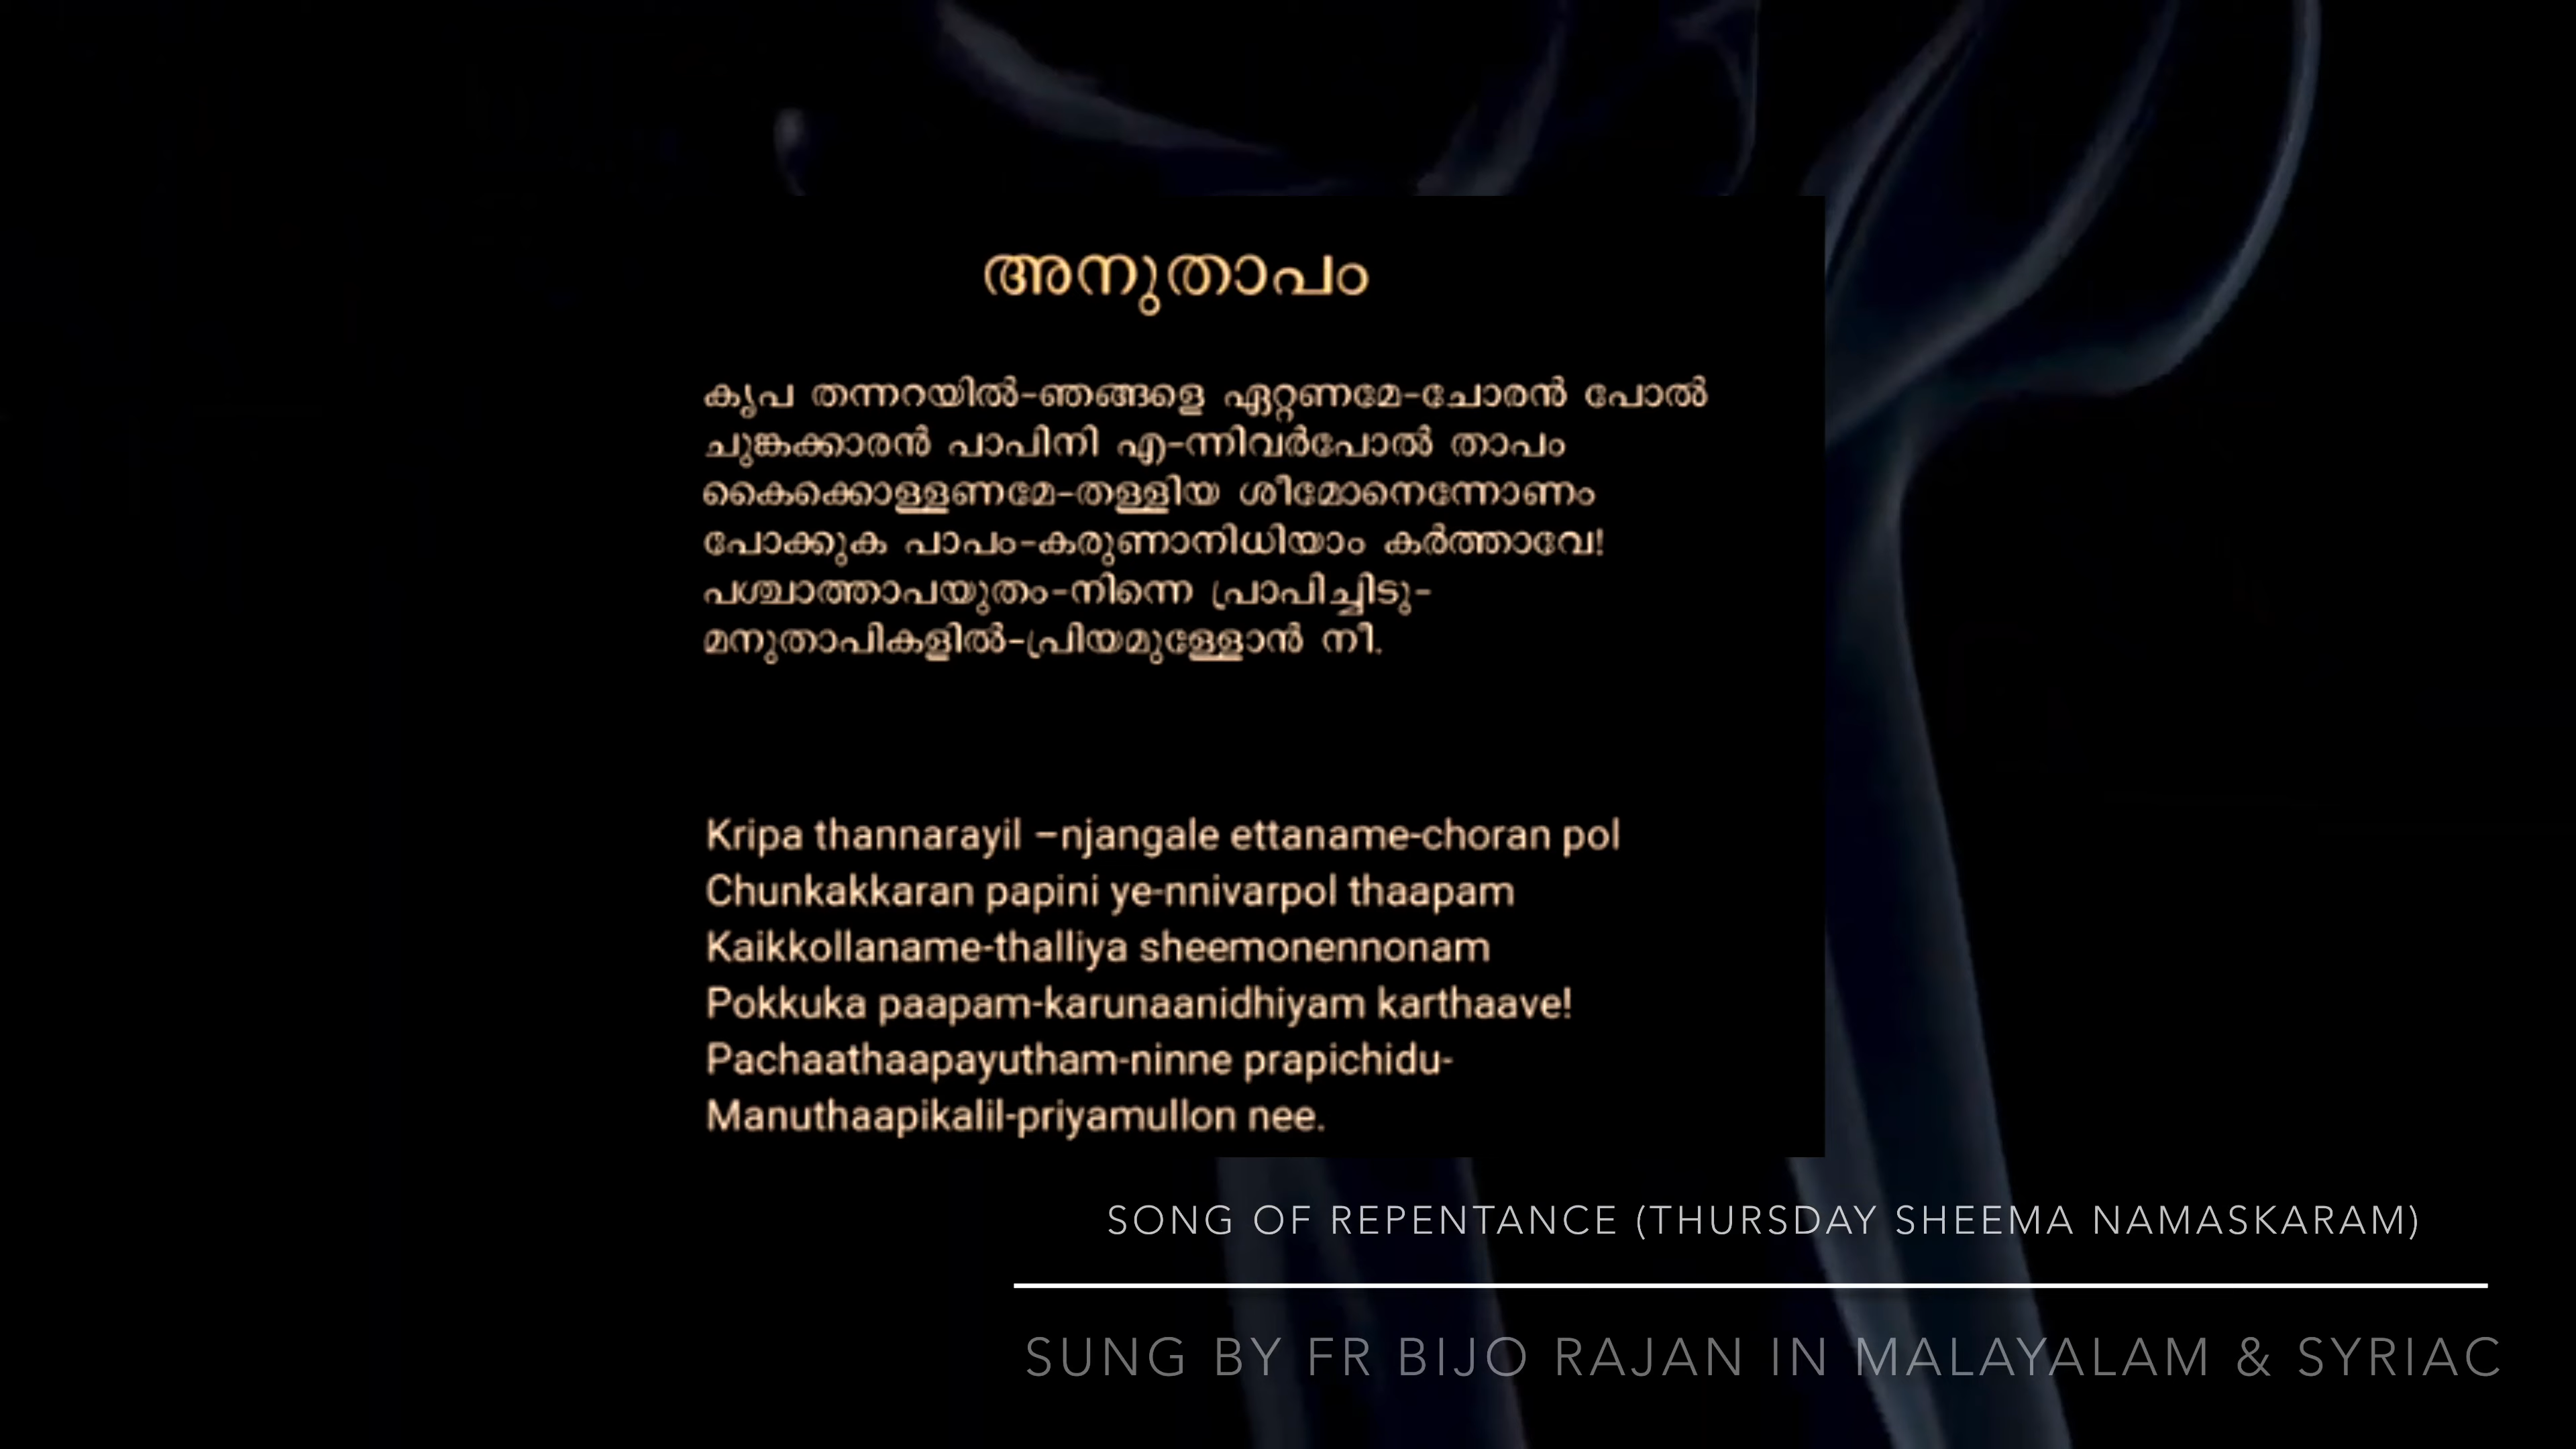 അനുതാപം
കൃപ തന്നറയിൽ-ഞങ്ങളെ ഏറ്റണമേ-ചോരൻ പോൽ
ചുങ്കക്കാരൻ പാപിനി എ-ന്നിവർപോൽ താപം
കൈക്കൊള്ളണമേ-തള്ളിയ ശീമോനെന്നോണം
പോക്കുക പാപം-കരുണാനിധിയാം കർത്താവേ!
പശ്ചാത്താപയുതം-നിന്നെ പ്രാപിച്ചിടു-
മനുതാപികളിൽ-പ്രിയമുള്ളോൻ നീ.
Kripa thannarayil –njangale ettaname-choran pol
Chunkakkaran papini ye-nnivarpol thaapam
Kaikkollaname-thalliya sheemonennonam
Pokkuka paapam-karunaanidhiyam karthaave!
Pachaathaapayutham-ninne prapichidu-
Manuthaapikalil-priyamullon nee.
SONG OF REPENTANCE (THURSDAY SHEEMA NAMASKARAM)
SUNG BY FR BIJO RAJAN IN MALAYALAM & SYRIAC